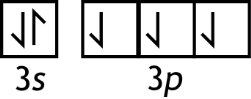 ⇃↾ ⇃ ⇃ ⇃
3s 3p